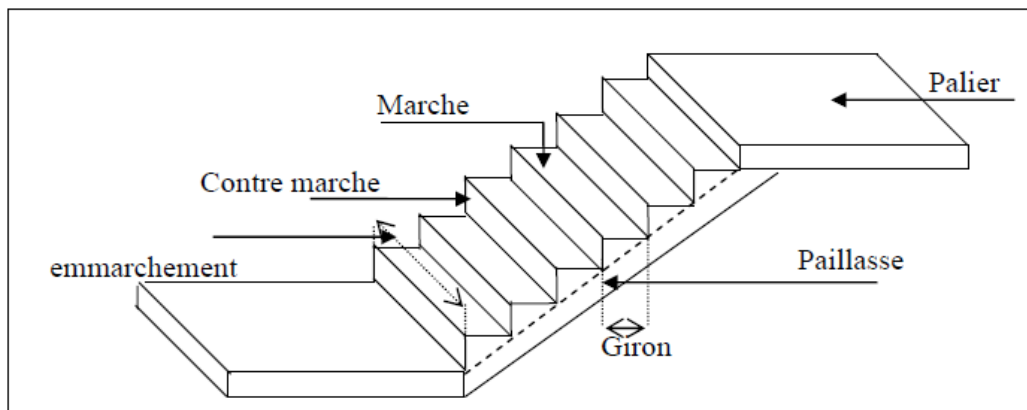 Palier
Marche
Contre marche
emmarchement
Paillasse
Giron